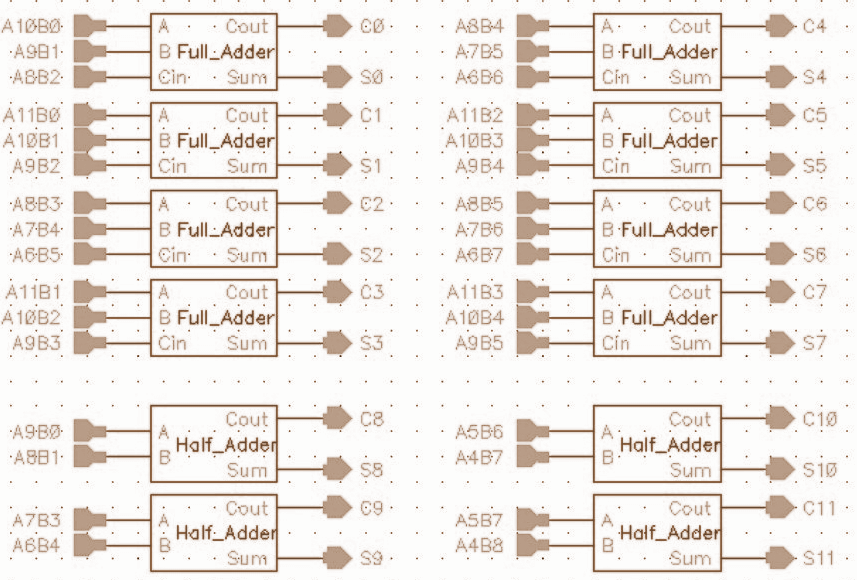 A10B0 A Cout C0
A9B1 B Full_Adder
A8B2 Cin Sum S0
A11B0 A Cout C1
A10B1 B Full_Adder
A9B2 Cin Sum S1
A8B3 A Cout C2
A7B4 B Full_Adder
A6B5 Cin Sum S2
A11B1 A Cout C3
A10B2 B Full_Adder
A9B3 Cin Sum S3
A9B0 A Cout C8
Half_Adder
A8B1 B Sum S8
A7B3 A Cout C9
Half_Adder
A6B4 B Sum S9
A8B4 A Cout C4
A7B5 B Full_Adder
A6B6 Cin Sum S4
A11B2 A Cout C5
A10B3 B Full_Adder
A9B4 Cin Sum S5
A8B5 A Cout C6
A7B6 B Full_Adder
A6B7 Cin Sum S6
A11B3 A Cout C7
A10B4 B Full_Adder
A9B5 Cin Sum S7
A5B6 A Cout C10
Half_Adder
A4B7 B Sum S10
A5B7 A Cout C11
Half_Adder
A4B8 B Sum S11